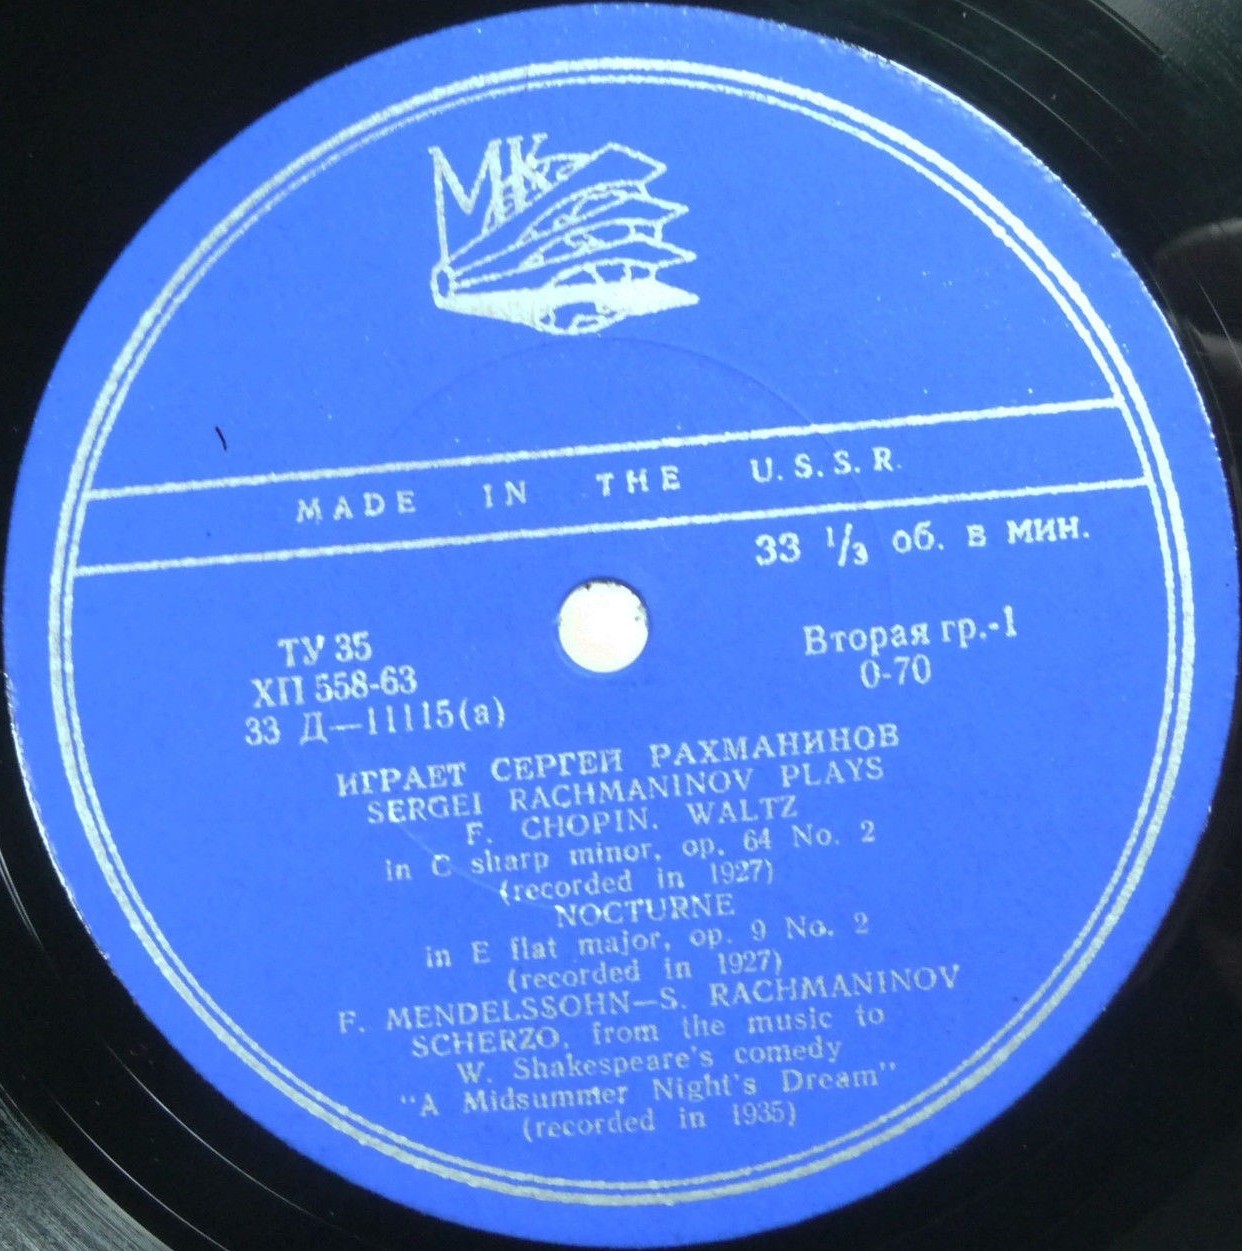 МК
MADE IN THE U.S.S.R.
33 1/3 об. в мин.
ТУ 35
ХП 558-63
33 Д—11115(а)
Вторая гр.-1
0-70
ИГРАЕТ СЕРГЕЙ РАХМАНИНОВ
SERGEI RACHMANINOV PLAYS
F. CHOPIN. WALTZ
in C sharp minor, op. 64 No. 2
(recorded in 1927)
NOCTURNE
in E flat major, op. 9 No. 2
(recorded in 1927)
F. MENDELSSOHN—S. RACHMANINOV
SCHERZO, from the music to
W. Shakespeare's comedy
"A Midsummer Night's Dream"
(recorded in 1935)